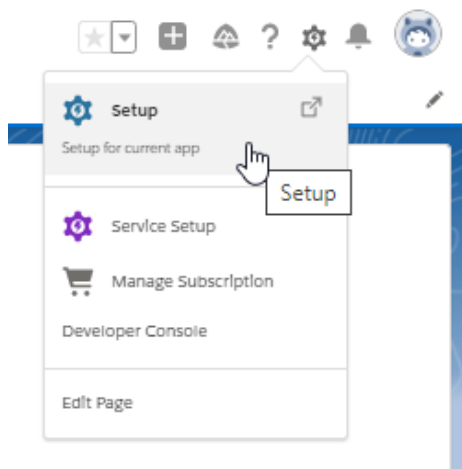 Setup
Setup for current app
Setup
Service Setup
Manage Subscription
Developer Console
Edit Page